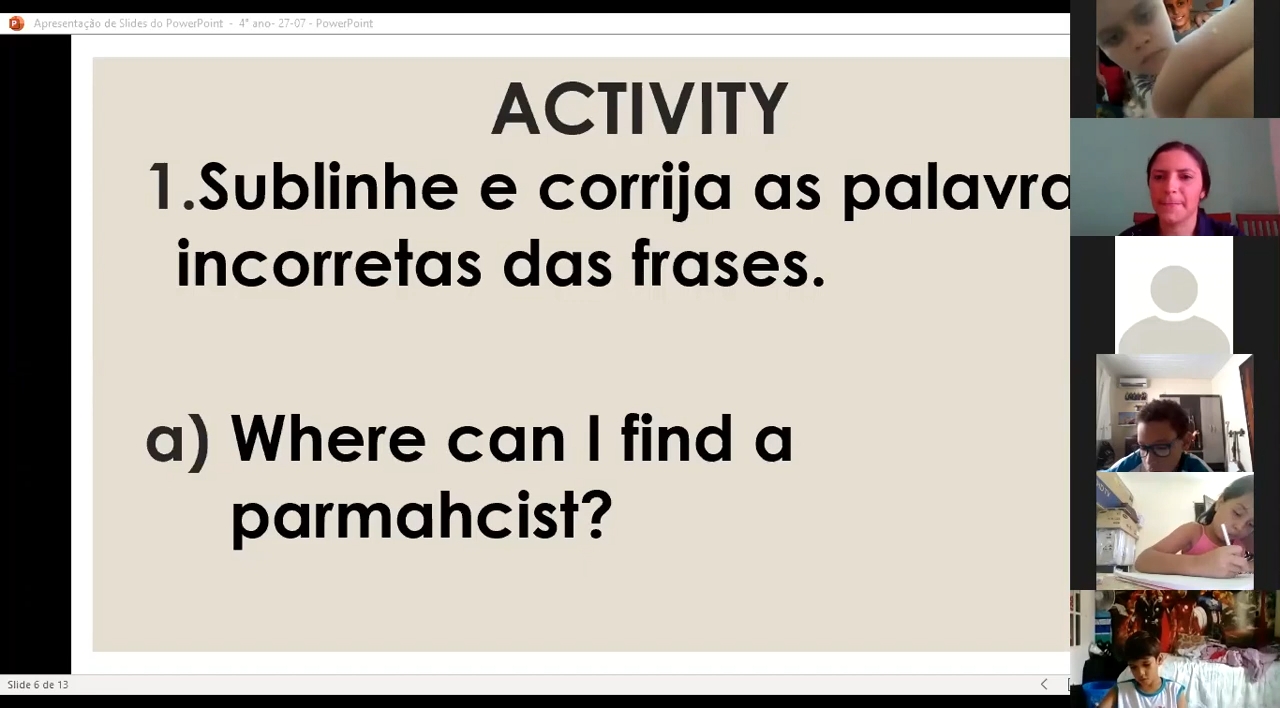 Apresentação de Slides do PowerPoint - 4° ano- 27-07 - PowerPoint
ACTIVITY
1.Sublinhe e corrija as palavra
incorretas das frases.
a) Where can I find a
parmahcist?
Slide 6 de 13